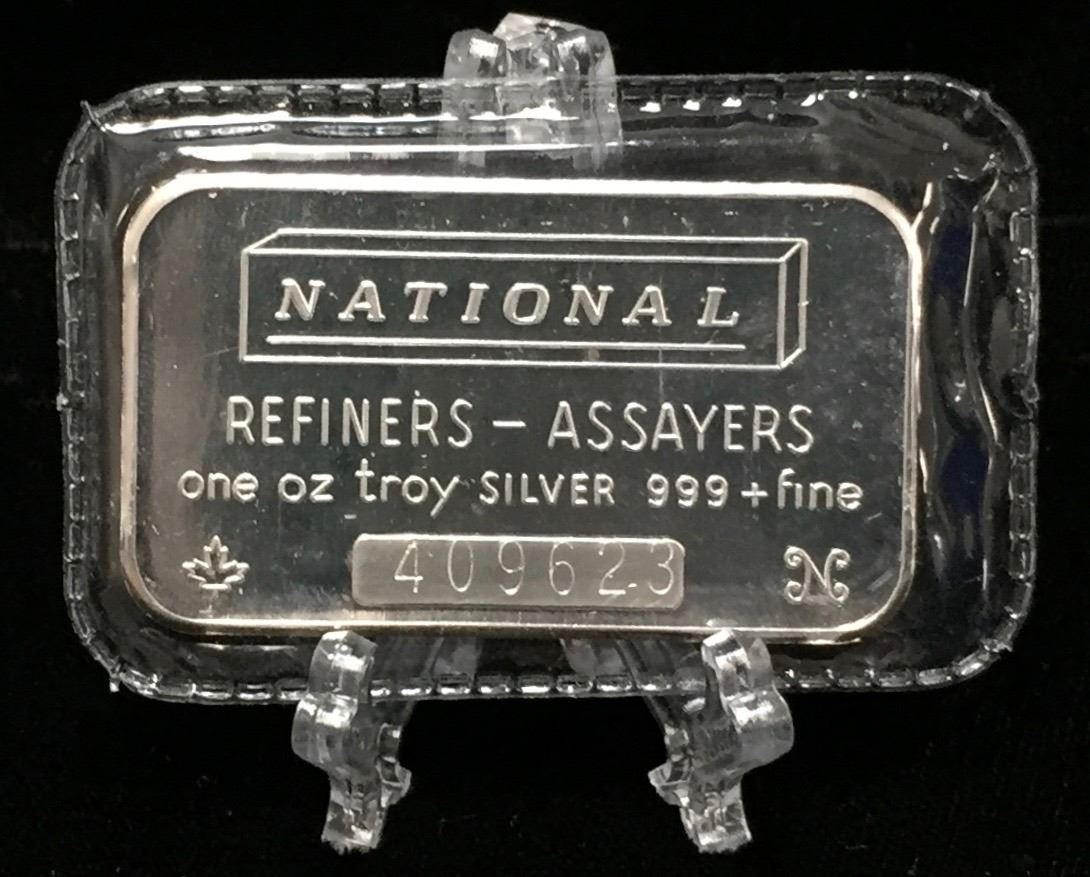 NATIONAL
REFINERS – ASSAYERS
one oz troy SILVER 999+fine
409623
N